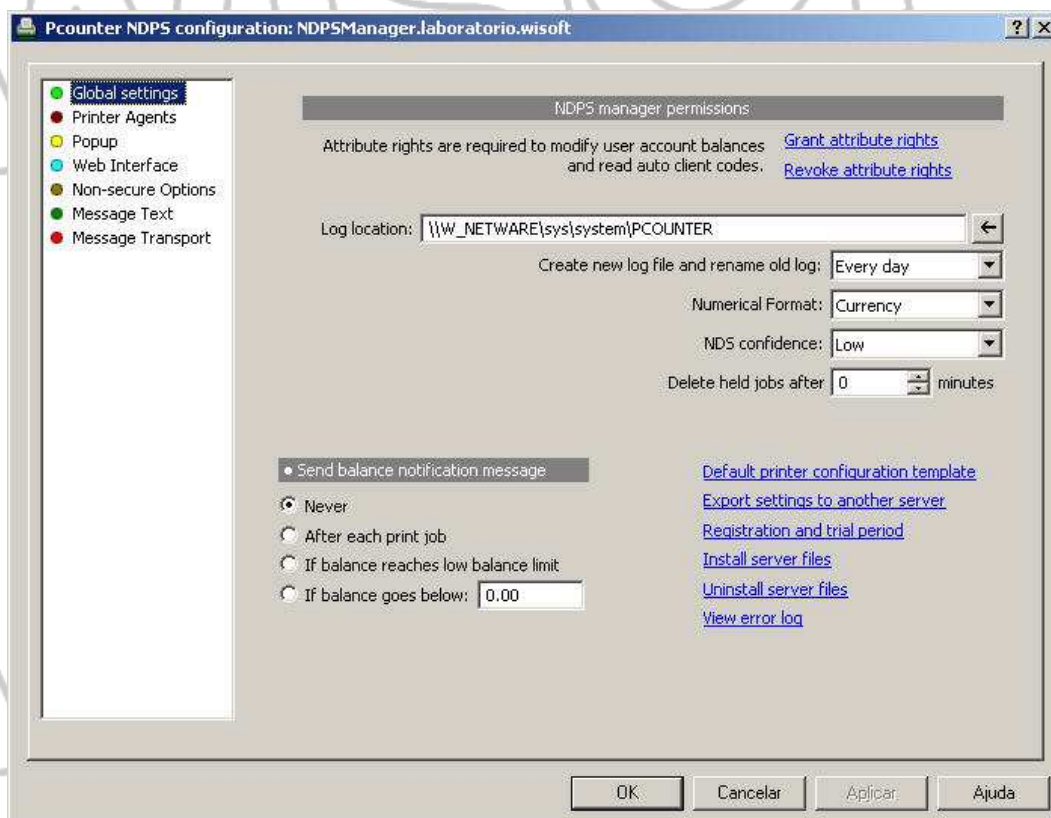 Pcounter NDPS configuration: NDPSManager.laboratorio.wisoft
Global settings
Printer Agents
Popup
Web Interface
Non-secure Options
Message Text
Message Transport
NDPS manager permissions
Attribute rights are required to modify user account balances
and read auto client codes.
Grant attribute rights
Revoke attribute rights
Log location: \\W_NETWARE\sys\system\PCOUNTER
Create new log file and rename old log: Every day
Numerical Format: Currency
NDS confidence: Low
Delete held jobs after 0 minutes
• Send balance notification message
Never
After each print job
If balance reaches low balance limit
If balance goes below: 0.00
Default printer configuration template
Export settings to another server
Registration and trial period
Install server files
Uninstall server files
View error log
OK Cancelar Aplicar Ajuda